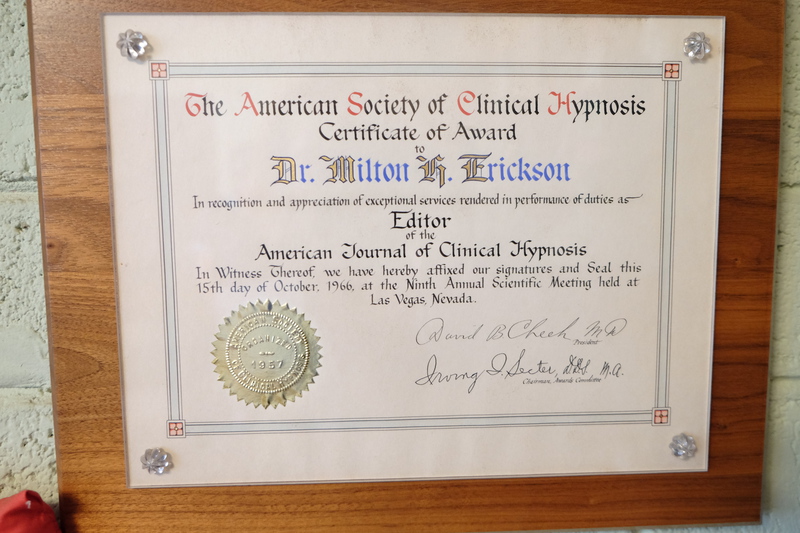 The American Society of Clinical Hypnosis
Certificate of Award
to
Dr. Milton H. Erickson
In recognition and appreciation of exceptional services rendered in performance of duties as
Editor
of the
American Journal of Clinical Hypnosis
In Witness Thereof, we have hereby affixed our signatures and Seal this
15th day of October, 1966, at the Ninth Annual Scientific Meeting held at
Las Vegas, Nevada.
David B Cheek M.D
President
Irving I. Secter, D.D.S., M.A.
Chairman, Awards Committee
ORGANIZED
1957